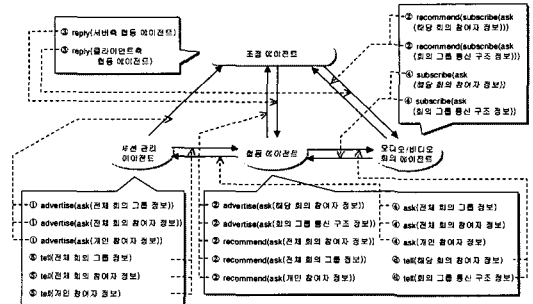 ③ reply(서버측 협동 에이전트)
③ reply(클라이언트측
협동 에이전트)
조정 에이전트
② recommend(subscribe(ask
(해당 회의 참여자 정보)))
② recommend(subscribe(ask
(회의 그룹 통신 구조 정보)))
④ subscribe(ask
(해당 회의 참여자 정보))
④ subscribe(ask
(회의 그룹 통신 구조 정보))
세션 관리
에이전트
협동 에이전트
오디오/비디오
회의 에이전트
① advertise(ask(전체 회의 그룹 정보))
① advertise(ask(전체 회의 참여자 정보))
① advertise(ask(개인 참여자 정보))
⑤ tell(전체 회의 그룹 정보)
⑤ tell(전체 회의 참여자 정보)
⑤ tell(개인 참여자 정보)
② advertise(ask(해당 참여자 정보))
② advertise(ask(회의 그룹 통신 구조 정보))
② recommend(ask(전체 회의 그룹 정보))
② recommend(ask(전체 회의 참여자 정보))
② recommend(ask(개인 참여자 정보))
④ ask(전체 회의 그룹 정보)
④ ask(전체 회의 참여자 정보)
④ ask(개인 참여자 정보)
tell(해당 회의 참여자 정보)
tell(회의 그룹 통신 구조 정보)